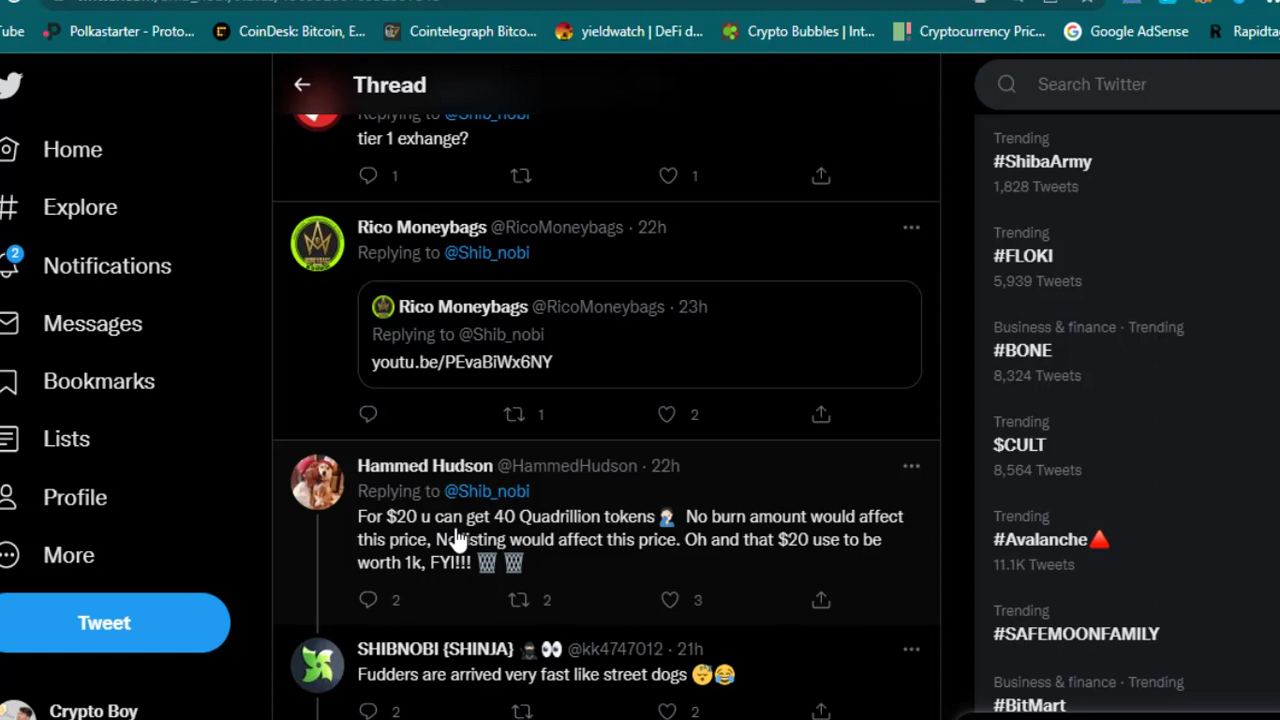 Tube
Polkastarter - Proto...
CoinDesk: Bitcoin, E...
Cointelegraph Bitco...
yieldwatch | DeFi d...
Crypto Bubbles | Int...
Cryptocurrency Pric...
Google AdSense
Rapidta
Home
Explore
2
Notifications
Messages
Bookmarks
Lists
Profile
More
Tweet
Crypto Boy
Thread
Replying to @Shib_nobi
tier 1 exhange?
1
1
Rico Moneybags @RicoMoneybags · 22h
Replying to @Shib_nobi
Rico Moneybags @RicoMoneybags · 23h
Replying to @Shib_nobi
youtu.be/PEvaBiWx6NY
1
2
Hammed Hudson @HammedHudson · 22h
Replying to @Shib_nobi
For $20 u can get 40 Quadrillion tokens🤦🏻‍♂️ No burn amount would affect
this price, No listing would affect this price. Oh and that $20 use to be
worth 1k, FYI!!! 🗑️ 🗑️
2
2
3
SHIBNOBI {SHINJA} 🥷🏿 👀 @kk4747012 · 21h
Fudders are arrived very fast like street dogs 😴😂
2
2
Search Twitter
Trending
#ShibaArmy
1,828 Tweets
Trending
#FLOKI
5,939 Tweets
Business & finance · Trending
#BONE
8,324 Tweets
Trending
$CULT
8,564 Tweets
Trending
#Avalanche🔺
11.1K Tweets
Trending
#SAFEMOONFAMILY
Business & finance · Trending
#BitMart